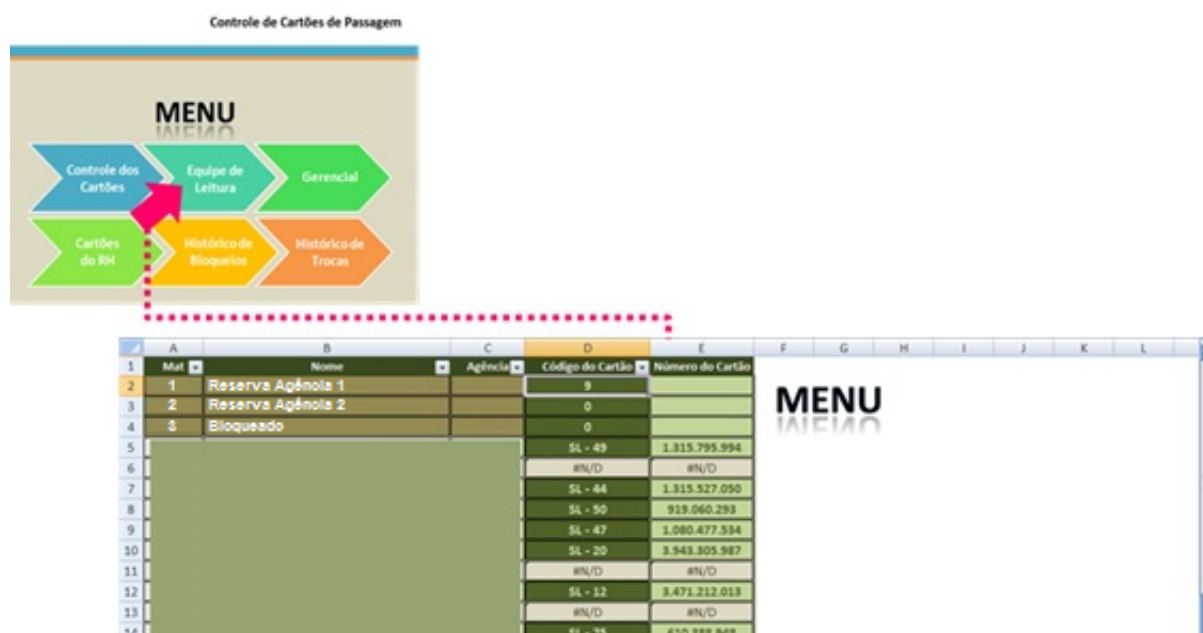 Controle de Cartões de Passagem
MENU
Controle dos
Cartões
Equipe de
Leitura
Gerencial
Cartões
do RH
Histórico de
Bloqueios
Histórico de
Trocas
A B C D E F G H I J K L
1 Mat Nome Agência Código do Cartão Número do Cartão
2 1 Reserva Agência 1 9
3 2 Reserva Agência 2 0
4 3 Bloqueado 0
MENU
5 SL - 49 1.315.795.994
6 #N/D #N/D
7 SL - 44 1.315.527.050
8 SL - 50 919.060.293
9 SL - 47 1.080.477.534
10 SL - 20 3.943.305.987
11 #N/D #N/D
12 SL - 12 3.471.212.013
13 #N/D #N/D
14